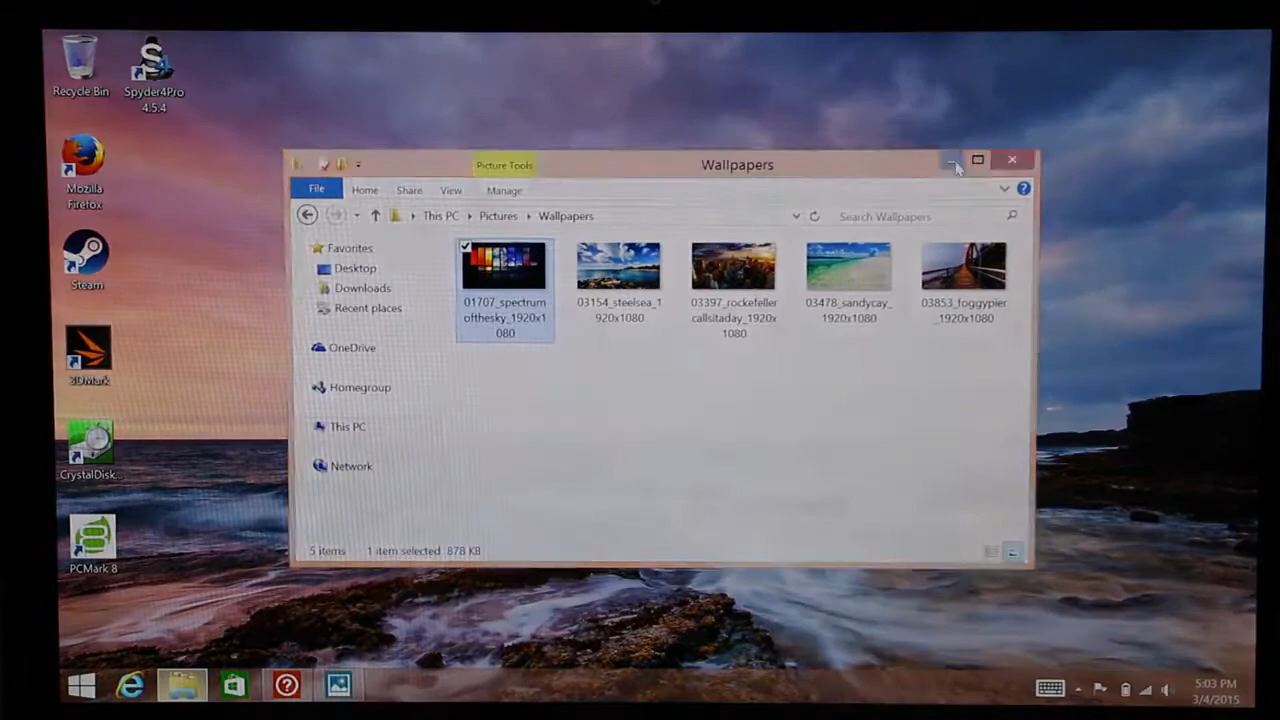 Recycle Bin
Spyder4Pro
4.5.4
Mozilla
Firefox
Steam
3DMark
CrystalDisk...
PCMark 8
Picture Tools
Wallpapers
File
Home
Share
View
Manage
This PC
Pictures
Wallpapers
Search Wallpapers
Favorites
Desktop
Downloads
Recent places
OneDrive
Homegroup
This PC
Network
01707_spectrum
ofthesky_1920x1
080
03154_steelsea_1
920x1080
03397_rockefeller
callsitaday_1920x
1080
03478_sandycay_
1920x1080
03853_foggypier
_1920x1080
5 items
1 item selected 878 KB
5:03 PM
3/4/2015